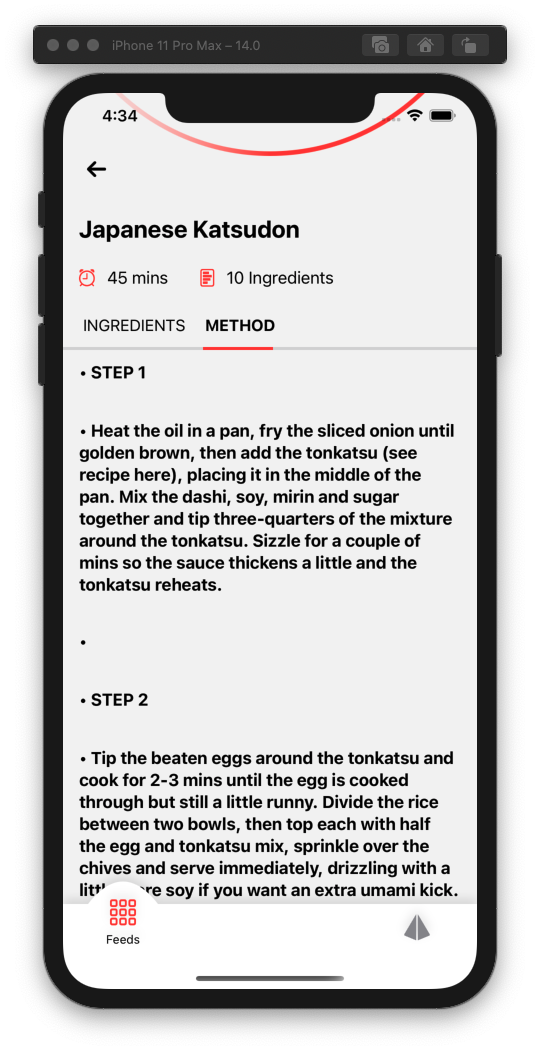 iPhone 11 Pro Max – 14.0
4:34
Japanese Katsudon
45 mins
10 Ingredients
INGREDIENTS METHOD
• STEP 1
• Heat the oil in a pan, fry the sliced onion until
golden brown, then add the tonkatsu (see
recipe here), placing it in the middle of the
pan. Mix the dashi, soy, mirin and sugar
together and tip three-quarters of the mixture
around the tonkatsu. Sizzle for a couple of
mins so the sauce thickens a little and the
tonkatsu reheats.
•
• STEP 2
• Tip the beaten eggs around the tonkatsu and
cook for 2-3 mins until the egg is cooked
through but still a little runny. Divide the rice
between two bowls, then top each with half
the egg and tonkatsu mix, sprinkle over the
chives and serve immediately, drizzling with a
soy if you want an extra umami kick.
Feeds